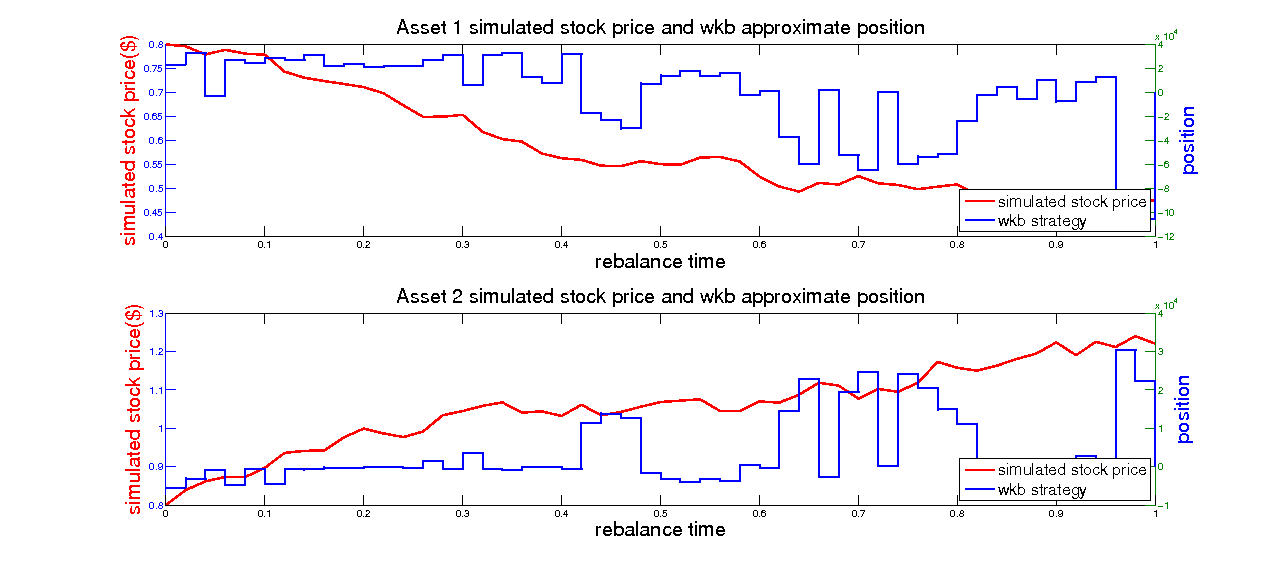 Asset 1 simulated stock price and wkb approximate position
x 10^4
simulated stock price($)
0.8
0.75
0.7
0.65
0.6
0.55
0.5
0.45
0.4
4
2
0
-2
-4
-6
-8
-10
-12
position
simulated stock price
wkb strategy
0 0.1 0.2 0.3 0.4 0.5 0.6 0.7 0.8 0.9 1
rebalance time
Asset 2 simulated stock price and wkb approximate position
x 10^4
simulated stock price($)
1.3
1.2
1.1
1
0.9
0.8
4
3
2
1
0
-1
position
simulated stock price
wkb strategy
0 0.1 0.2 0.3 0.4 0.5 0.6 0.7 0.8 0.9 1
rebalance time